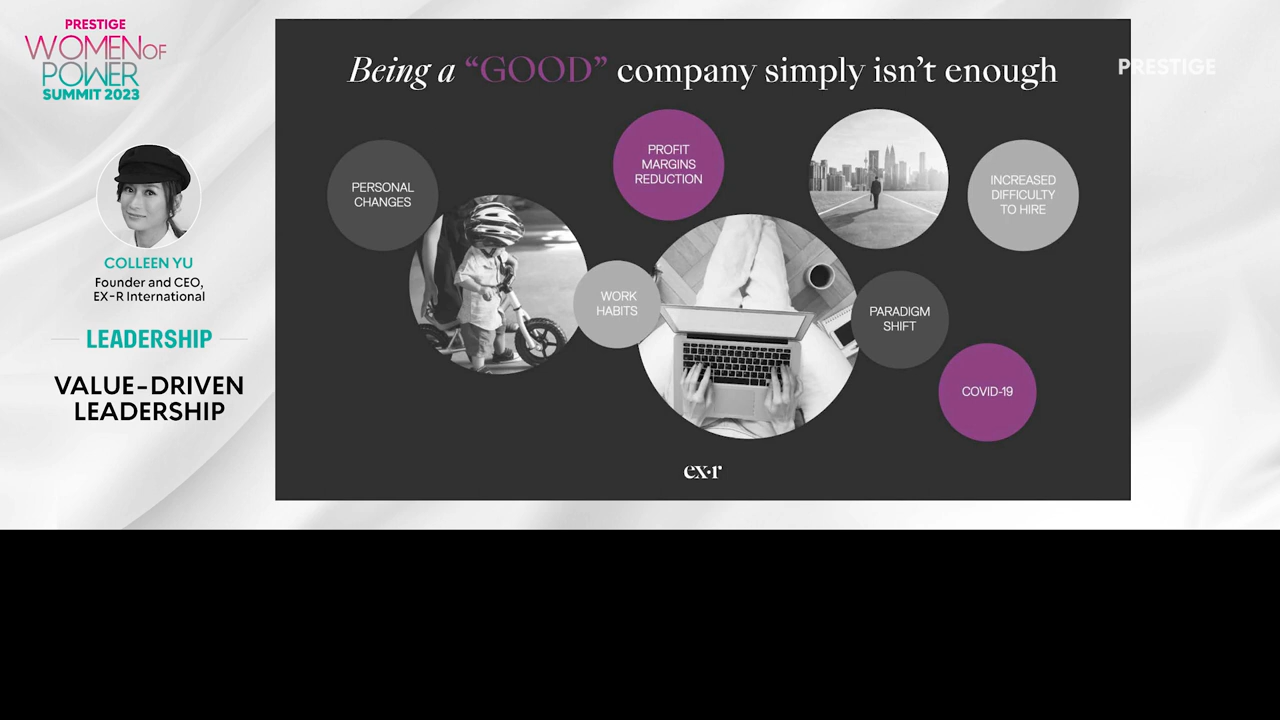 PRESTIGE
WOMEN OF
POWER
SUMMIT 2023
COLLEEN YU
Founder and CEO,
EX-R International
LEADERSHIP
VALUE-DRIVEN
LEADERSHIP
Being a “GOOD” company simply isn’t enough
PRESTIGE
PERSONAL
CHANGES
PROFIT
MARGINS
REDUCTION
INCREASED
DIFFICULTY
TO HIRE
WORK
HABITS
PARADIGM
SHIFT
COVID-19
ex·r